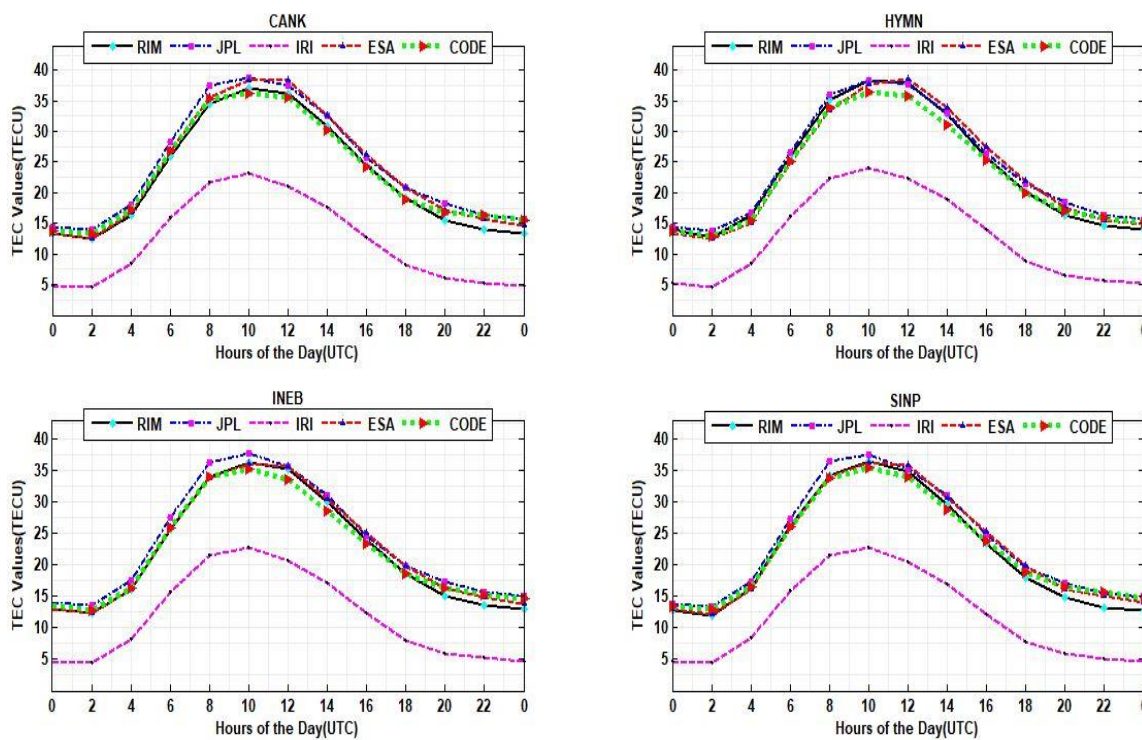 CANK
RIM JPL IRI ESA CODE
TEC Values(TECU)
40
35
30
25
20
15
10
5
0 2 4 6 8 10 12 14 16 18 20 22 0
Hours of the Day(UTC)
HYMN
RIM JPL IRI ESA CODE
TEC Values(TECU)
40
35
30
25
20
15
10
5
0 2 4 6 8 10 12 14 16 18 20 22 0
Hours of the Day(UTC)
INEB
RIM JPL IRI ESA CODE
TEC Values(TECU)
40
35
30
25
20
15
10
5
0 2 4 6 8 10 12 14 16 18 20 22 0
Hours of the Day(UTC)
SINP
RIM JPL IRI ESA CODE
TEC Values(TECU)
40
35
30
25
20
15
10
5
0 2 4 6 8 10 12 14 16 18 20 22 0
Hours of the Day(UTC)